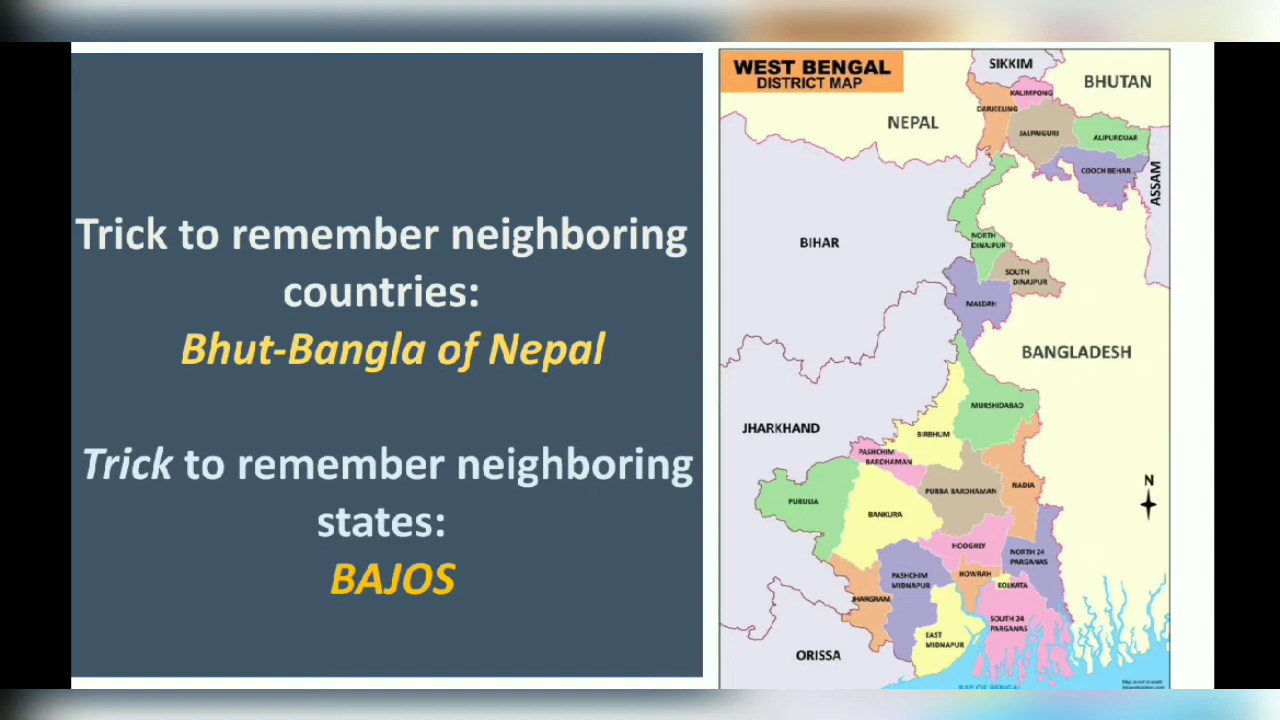 Trick to remember neighboring
countries:
Bhut-Bangla of Nepal
Trick to remember neighboring
states:
BAJOS
WEST BENGAL
DISTRICT MAP
SIKKIM
BHUTAN
NEPAL
KALIMPONG
DARJEELING
JALPAIGURI
ALIPURDUAR
COOCH BEHAR
ASSAM
BIHAR
NORTH
DINAJPUR
SOUTH
DINAJPUR
MALDAH
BANGLADESH
MURSHIDABAD
JHARKHAND
BIRBHUM
PASHCHIM
BARDHAMAN
PURULIA
BANKURA
PURBA BARDHAMAN
NADIA
N
HOOGHLY
NORTH 24
PARGANAS
PASHCHIM
MIDNAPUR
HOWRAH
KOLKATA
JHARGRAM
SOUTH 24
PARGANAS
EAST
MIDNAPUR
ORISSA
BAY OF BENGAL